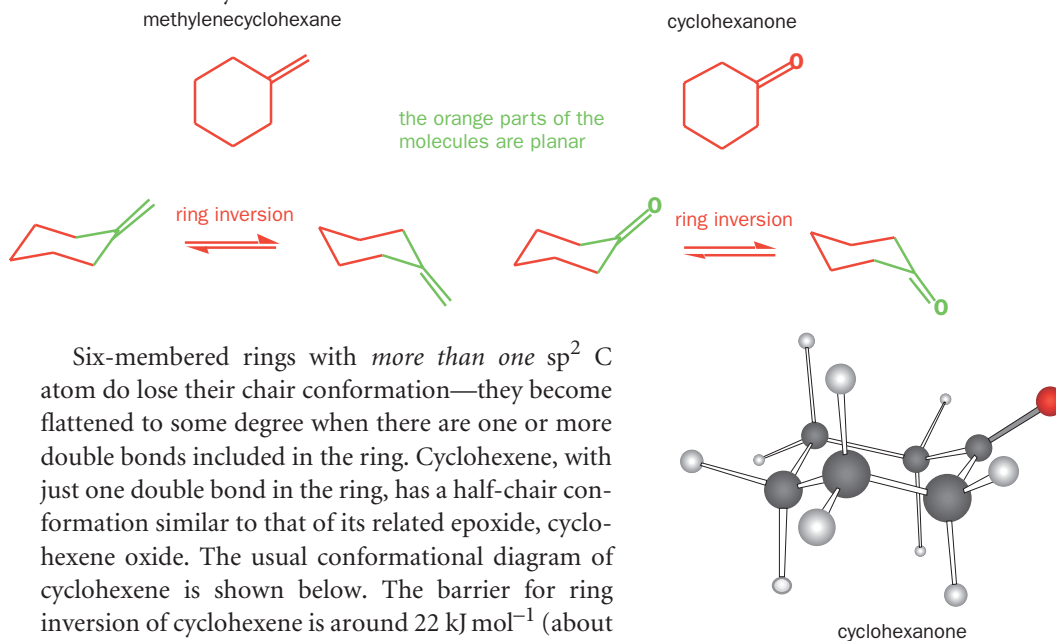 methylenecyclohexane
cyclohexanone
O
the orange parts of the
molecules are planar
ring inversion
O
ring inversion
O
Six-membered rings with more than one sp² C
atom do lose their chair conformation—they become
flattened to some degree when there are one or more
double bonds included in the ring. Cyclohexene, with
just one double bond in the ring, has a half-chair con-
formation similar to that of its related epoxide, cyclo-
hexene oxide. The usual conformational diagram of
cyclohexene is shown below. The barrier for ring
inversion of cyclohexene is around 22 kJ mol⁻¹ (about
cyclohexanone